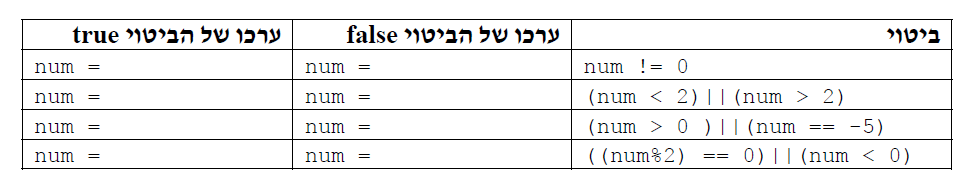 ביטוי ערכו של הביטוי false ערכו של הביטוי true
num != 0 num = num =
(num < 2)||(num > 2) num = num =
(num > 0 )||(num == -5) num = num =
((num%2) == 0)||(num < 0) num = num =